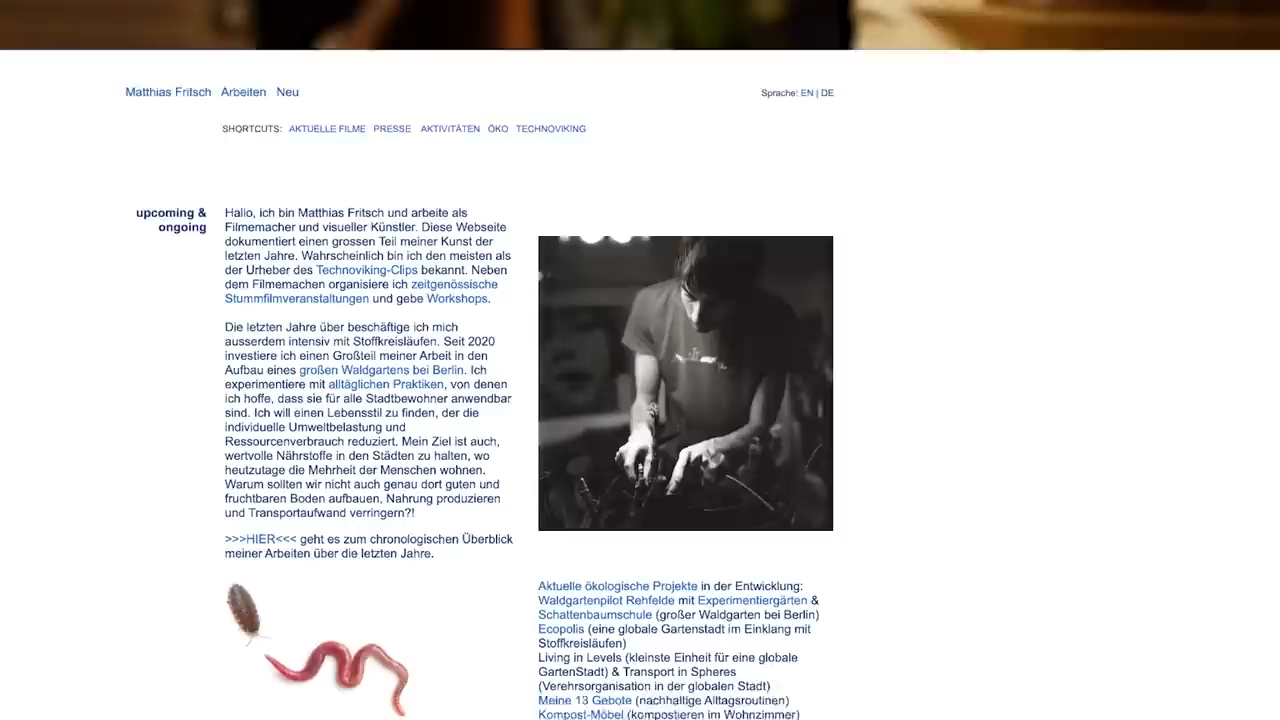 Matthias Fritsch Arbeiten Neu
Sprache: EN | DE
SHORTCUTS: AKTUELLE FILME PRESSE AKTIVITÄTEN ÖKO TECHNOVIKING
upcoming &
ongoing
Hallo, ich bin Matthias Fritsch und arbeite als
Filmemacher und visueller Künstler. Diese Webseite
dokumentiert einen grossen Teil meiner Kunst der
letzten Jahre. Wahrscheinlich bin ich den meisten als
der Urheber des Technoviking-Clips bekannt. Neben
dem Filmemachen organisiere ich zeitgenössische
Stummfilmveranstaltungen und gebe Workshops.
Die letzten Jahre über beschäftige ich mich
ausserdem intensiv mit Stoffkreisläufen. Seit 2020
investiere ich einen Großteil meiner Arbeit in den
Aufbau eines großen Waldgartens bei Berlin. Ich
experimentiere mit alltäglichen Praktiken, von denen
ich hoffe, dass sie für alle Stadtbewohner anwendbar
sind. Ich will einen Lebensstil zu finden, der die
individuelle Umweltbelastung und
Ressourcenverbrauch reduziert. Mein Ziel ist auch,
wertvolle Nährstoffe in den Städten zu halten, wo
heutzutage die Mehrheit der Menschen wohnen.
Warum sollten wir nicht auch genau dort guten und
fruchtbaren Boden aufbauen, Nahrung produzieren
und Transportaufwand verringern?!
>>>HIER<<< geht es zum chronologischen Überblick
meiner Arbeiten über die letzten Jahre.
Aktuelle ökologische Projekte in der Entwicklung:
Waldgartenpilot Rehfelde mit Experimentiergärten &
Schattenbaumschule (großer Waldgarten bei Berlin)
Ecopolis (eine globale Gartenstadt im Einklang mit
Stoffkreisläufen)
Living in Levels (kleinste Einheit für eine globale
GartenStadt) & Transport in Spheres
(Verehrsorganisation in der globalen Stadt)
Meine 13 Gebote (nachhaltige Alltagsroutinen)
Kompost-Möbel (kompostieren im Wohnzimmer)